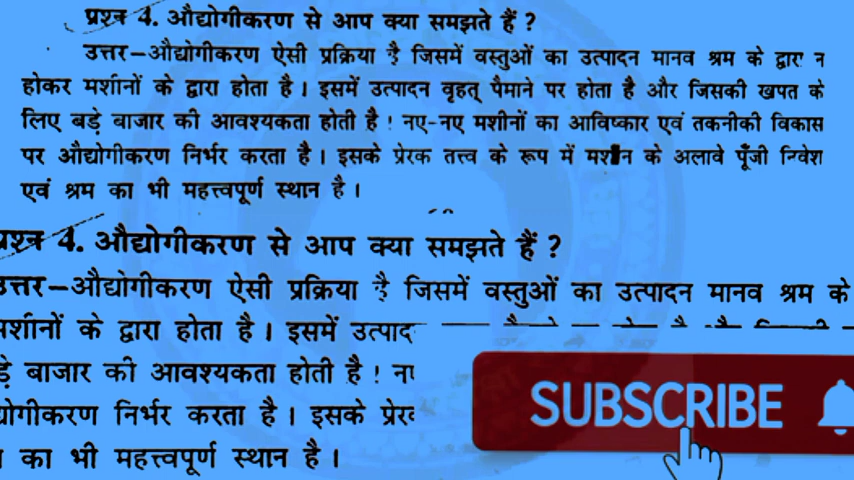 प्रश्न 4. औद्योगीकरण से आप क्या समझते हैं ?
उत्तर–औद्योगीकरण ऐसी प्रक्रिया है जिसमें वस्तुओं का उत्पादन मानव श्रम के द्वारा न
होकर मशीनों के द्वारा होता है । इसमें उत्पादन वृहत् पैमाने पर होता है और जिसकी खपत के
लिए बड़े बाजार की आवश्यकता होती है ! नए-नए मशीनों का आविष्कार एवं तकनीकी विकास
पर औद्योगीकरण निर्भर करता है । इसके प्रेरक तत्त्व के रूप में मशीन के अलावे पूँजी निवेश
एवं श्रम का भी महत्त्वपूर्ण स्थान है ।
प्रश्न 4. औद्योगीकरण से आप क्या समझते हैं ?
उत्तर–औद्योगीकरण ऐसी प्रक्रिया है जिसमें वस्तुओं का उत्पादन मानव श्रम के
मशीनों के द्वारा होता है । इसमें उत्पाद
ड़े बाजार की आवश्यकता होती है ! नए
द्योगीकरण निर्भर करता है । इसके प्रेर
का भी महत्त्वपूर्ण स्थान है ।
SUBSCRIBE